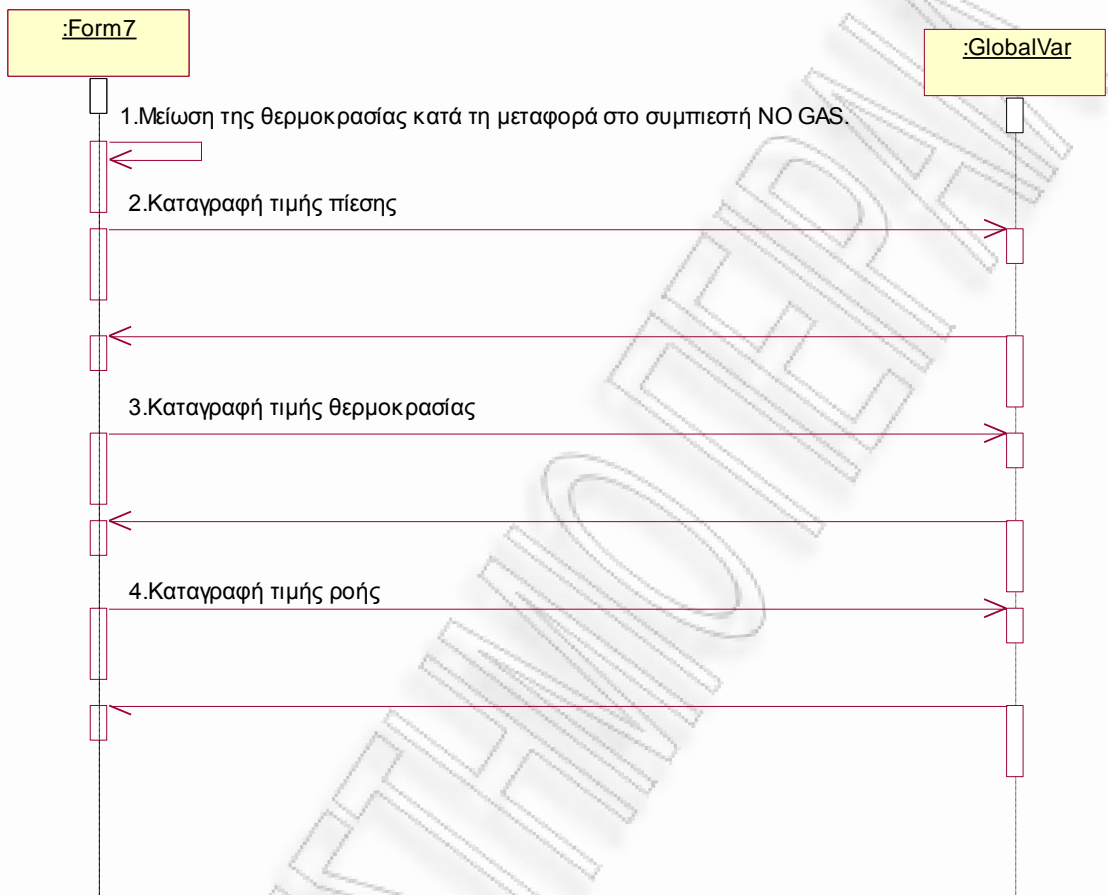 :Form7
:GlobalVar
1.Μείωση της θερμοκρασίας κατά τη μεταφορά στο συμπιεστή NO GAS.
2.Καταγραφή τιμής πίεσης
3.Καταγραφή τιμής θερμοκρασίας
4.Καταγραφή τιμής ροής